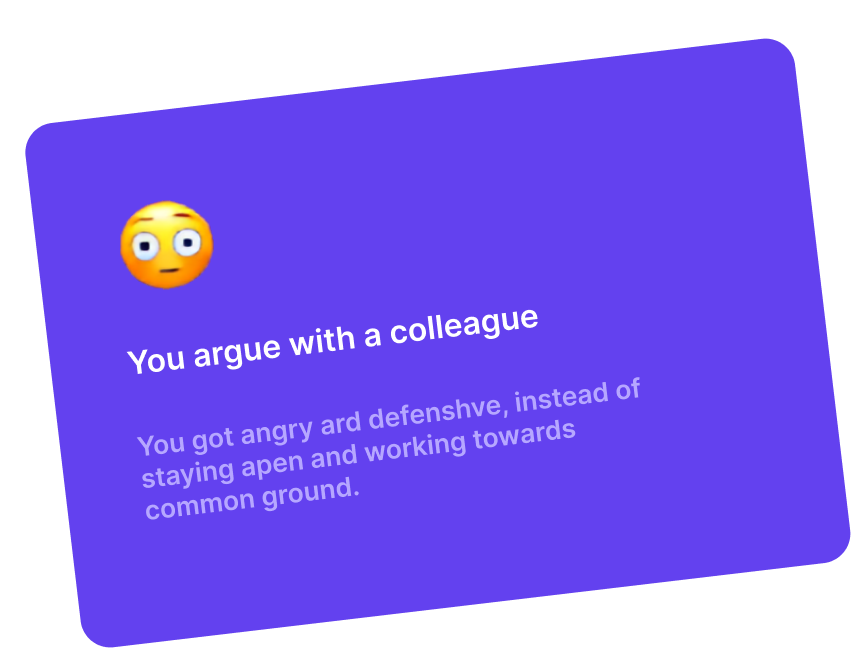 You argue with a colleague
You got angry ard defenshve, instead of
staying apen and working towards
common ground.